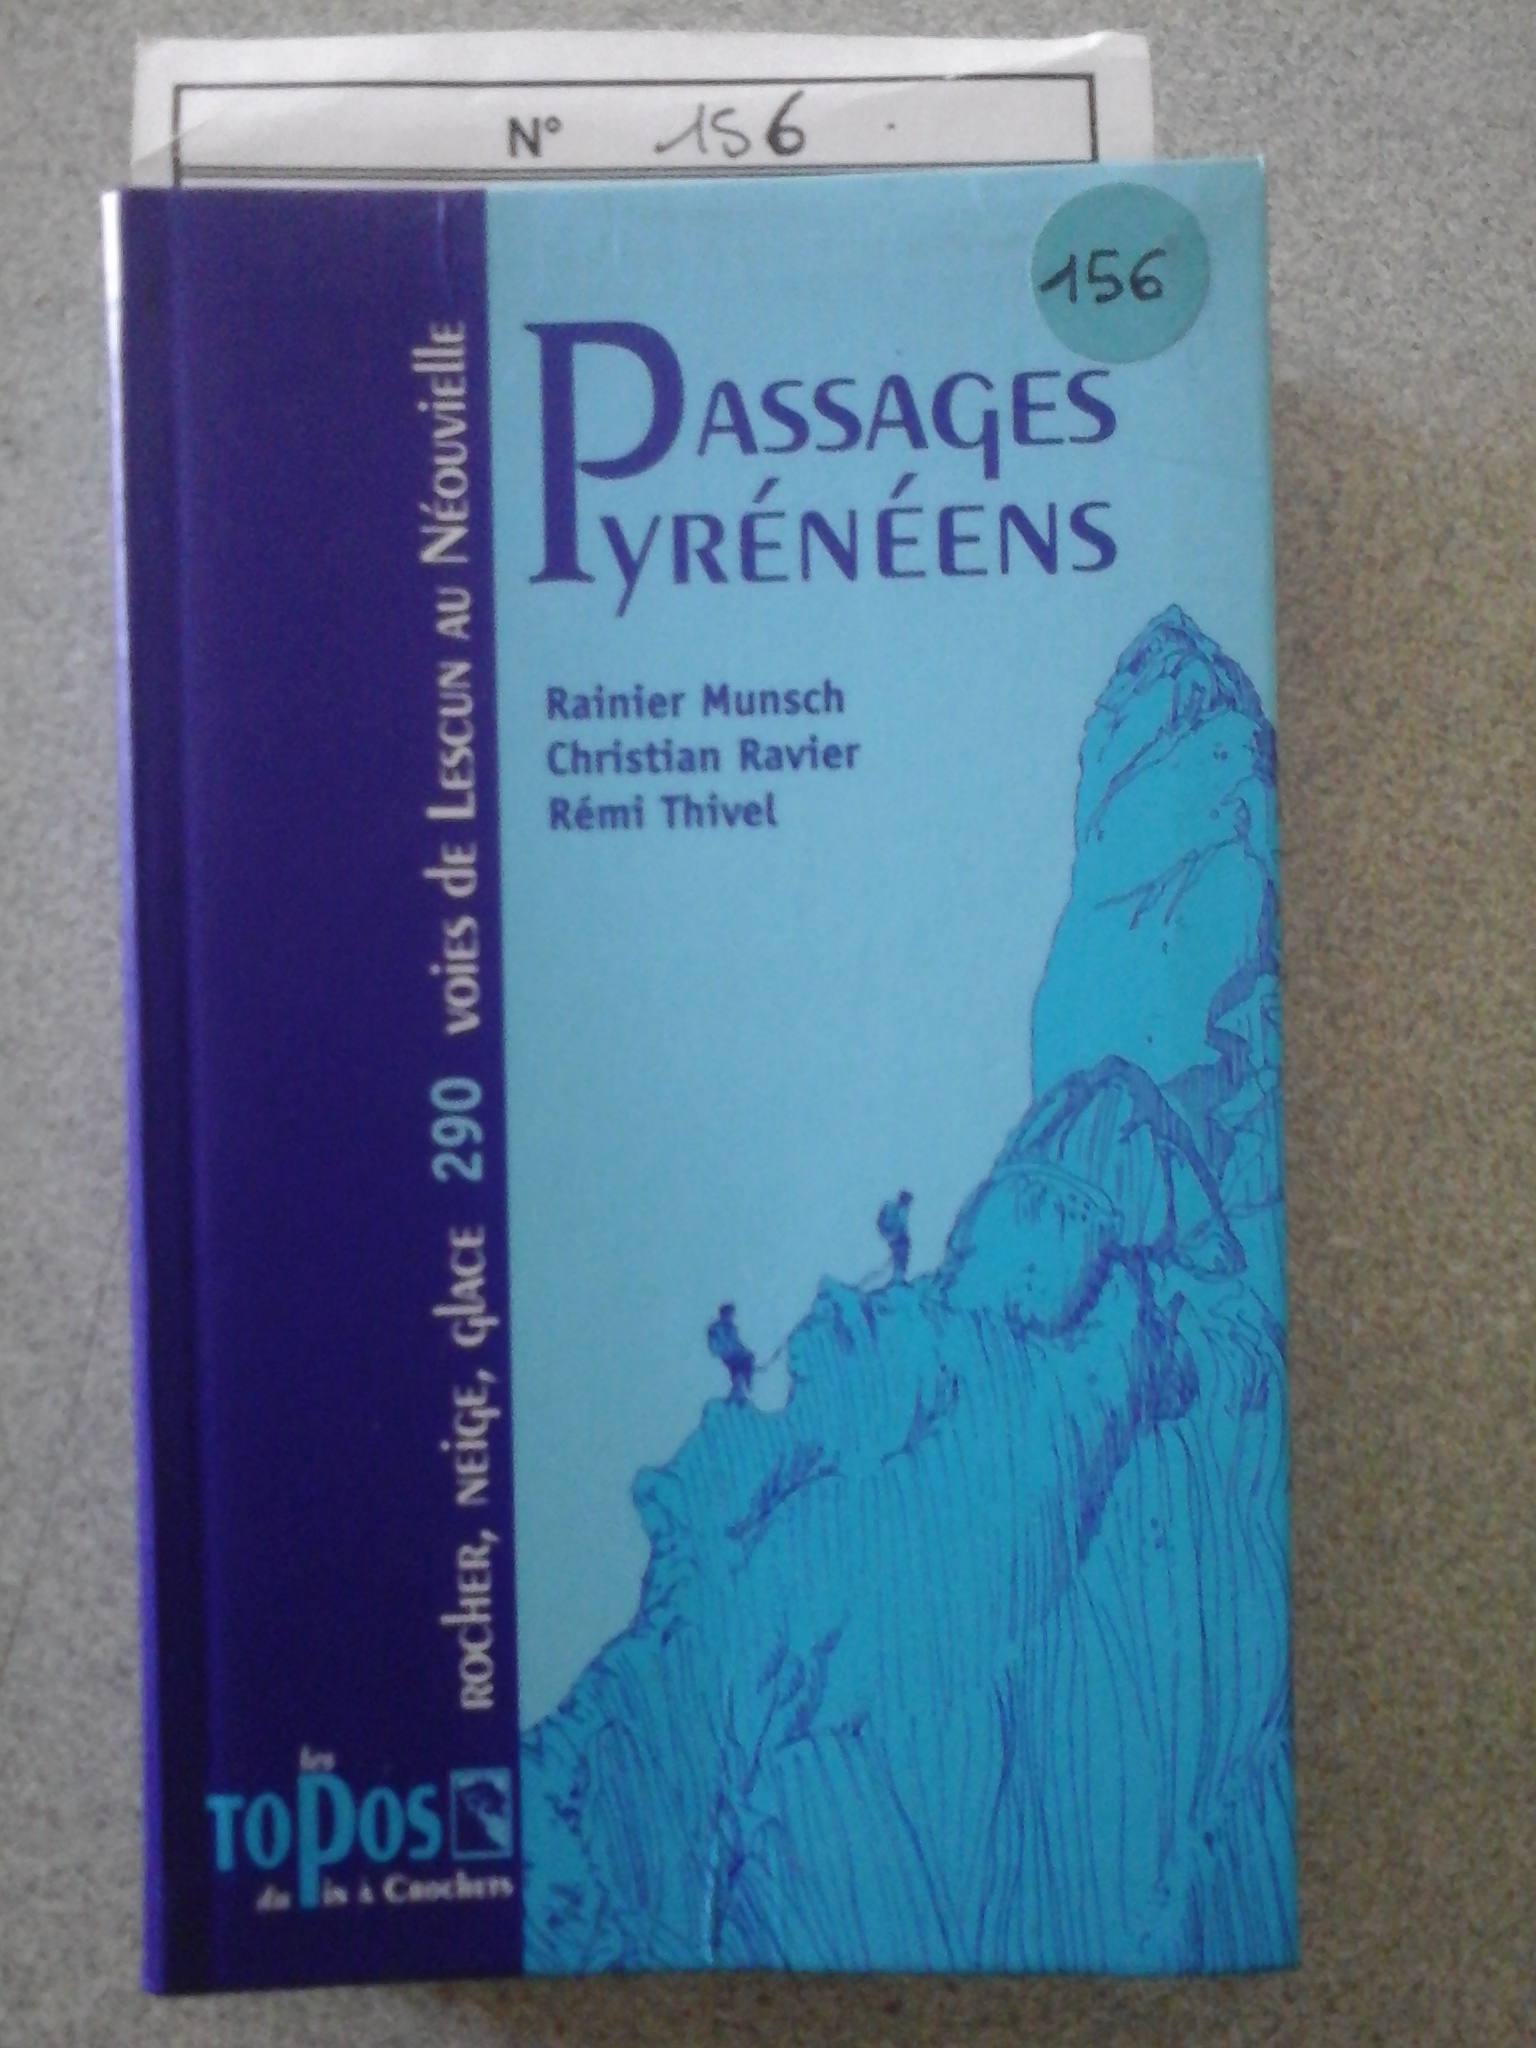 N° 156
156
PASSAGES
PYRÉNÉENS
Rainier Munsch
Christian Ravier
Rémi Thivel
ROCHER, NEIGE, GLACE 290 VOIES de LESCUN AU NÉOUVIELLE
les
TOPOS
du PIN À CROCHETS